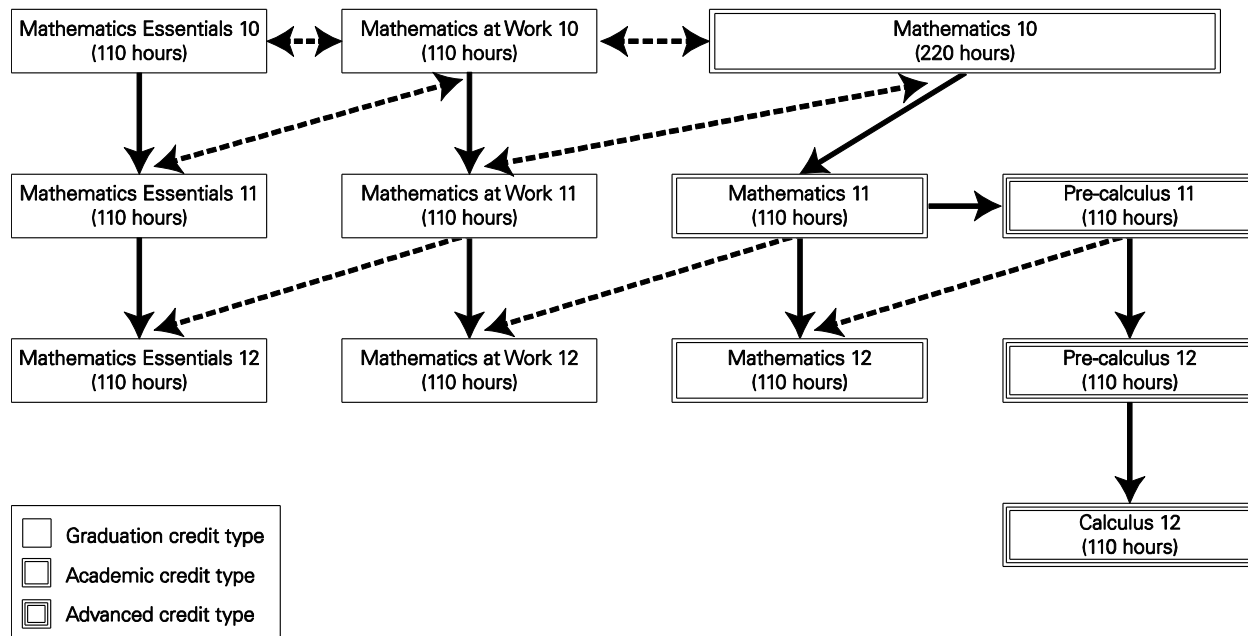 Mathematics Essentials 10
(110 hours)
Mathematics at Work 10
(110 hours)
Mathematics 10
(220 hours)
Mathematics Essentials 11
(110 hours)
Mathematics at Work 11
(110 hours)
Mathematics 11
(110 hours)
Pre-calculus 11
(110 hours)
Mathematics Essentials 12
(110 hours)
Mathematics at Work 12
(110 hours)
Mathematics 12
(110 hours)
Pre-calculus 12
(110 hours)
Calculus 12
(110 hours)
Graduation credit type
Academic credit type
Advanced credit type